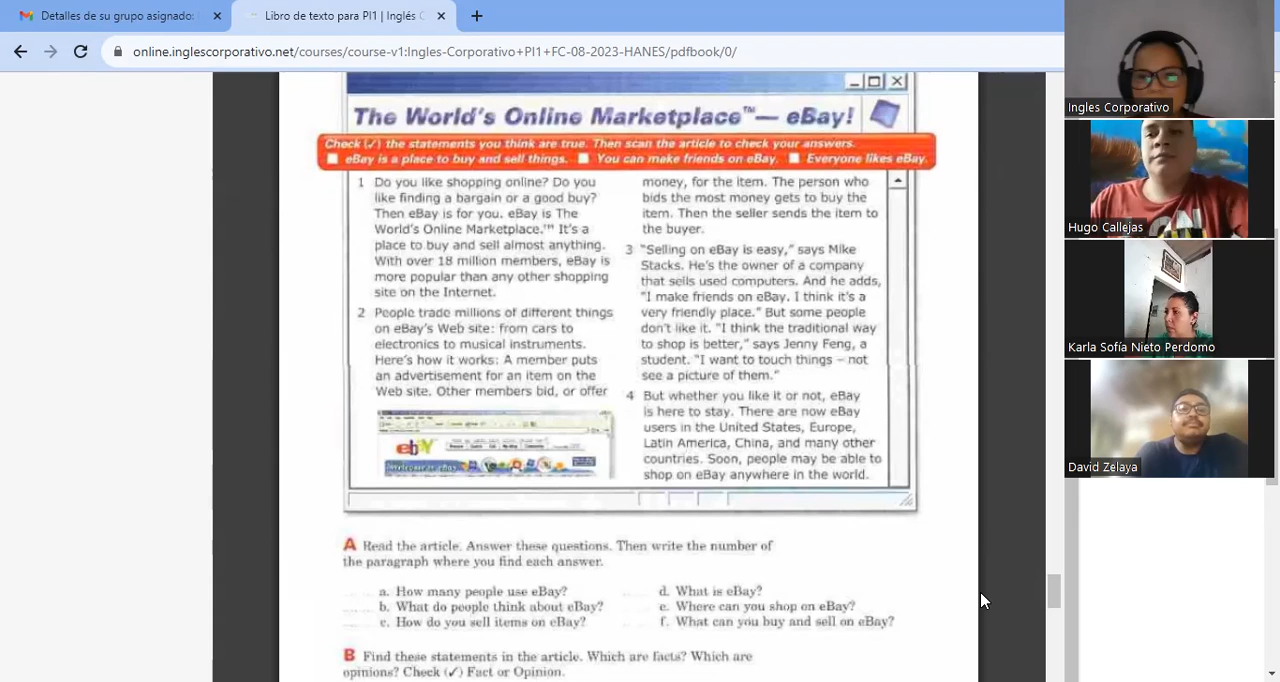 Detalles de su grupo asignado:
Libro de texto para PI1 | Inglés C
online.inglescorporativo.net/courses/course-v1:Ingles-Corporativo+PI1+FC-08-2023-HANES/pdfbook/0/
The World's Online Marketplace™— eBay!
Check (✓) the statements you think are true. Then scan the article to check your answers.
eBay is a place to buy and sell things. You can make friends on eBay. Everyone likes eBay.
1 Do you like shopping online? Do you
like finding a bargain or a good buy?
Then eBay is for you. eBay is The
World's Online Marketplace.™ It's a
place to buy and sell almost anything.
With over 18 million members, eBay is
more popular than any other shopping
site on the Internet.
2 People trade millions of different things
on eBay's Web site: from cars to
electronics to musical instruments.
Here's how it works: A member puts
an advertisement for an item on the
Web site. Other members bid, or offer
ebY
money, for the item. The person who
bids the most money gets to buy the
item. Then the seller sends the item to
the buyer.
3 "Selling on eBay is easy," says Mike
Stacks. He's the owner of a company
that sells used computers. And he adds,
"I make friends on eBay. I think it's a
very friendly place." But some people
don't like it. "I think the traditional way
to shop is better," says Jenny Feng, a
student. "I want to touch things – not
see a picture of them."
4 But whether you like it or not, eBay
is here to stay. There are now eBay
users in the United States, Europe,
Latin America, China, and many other
countries. Soon, people may be able to
shop on eBay anywhere in the world.
A Read the article. Answer these questions. Then write the number of
the paragraph where you find each answer.
a. How many people use eBay?
b. What do people think about eBay?
c. How do you sell items on eBay?
d. What is eBay?
e. Where can you shop on eBay?
f. What can you buy and sell on eBay?
B Find these statements in the article. Which are facts? Which are
opinions? Check (✓) Fact or Opinion.
Ingles Corporativo
Hugo Callejas
Karla Sofía Nieto Perdomo
David Zelaya